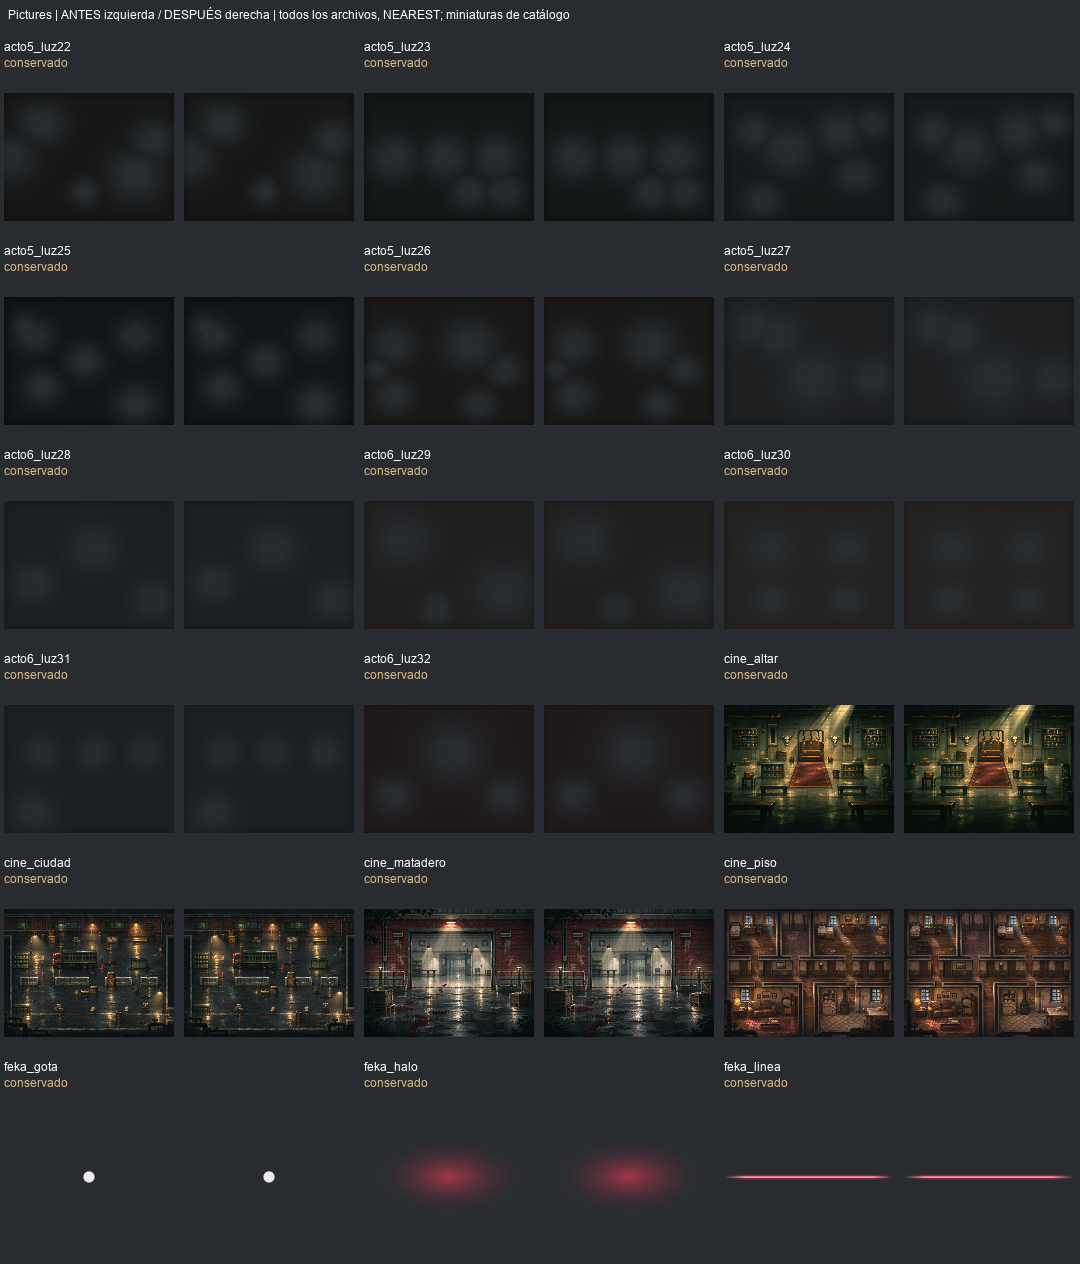 Pictures | ANTES izquierda / DESPUÉS derecha | todos los archivos, NEAREST; miniaturas de catálogo
acto5_luz22
conservado
acto5_luz23
conservado
acto5_luz24
conservado
acto5_luz25
conservado
acto5_luz26
conservado
acto5_luz27
conservado
acto6_luz28
conservado
acto6_luz29
conservado
acto6_luz30
conservado
acto6_luz31
conservado
acto6_luz32
conservado
cine_altar
conservado
cine_ciudad
conservado
cine_matadero
conservado
cine_piso
conservado
feka_gota
conservado
feka_halo
conservado
feka_linea
conservado